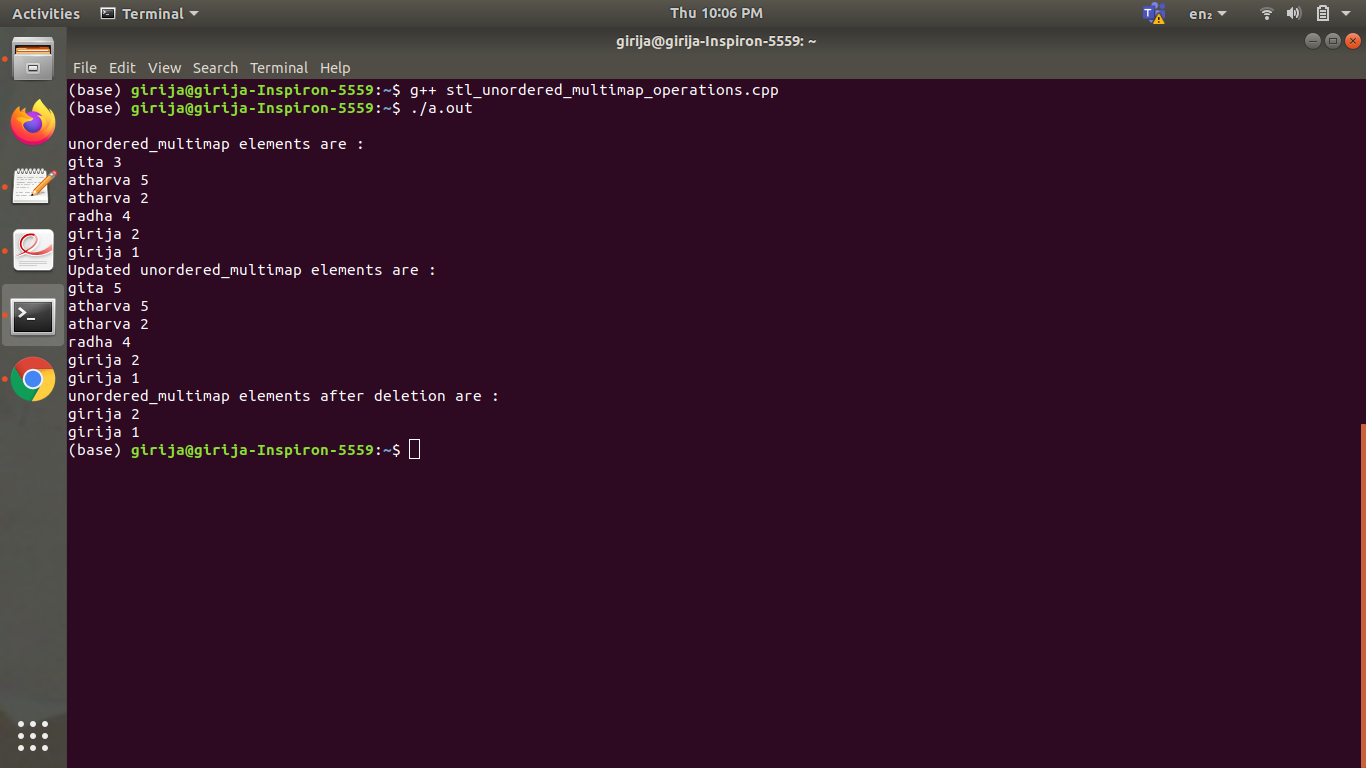 Activities Terminal Thu 10:06 PM en₂
girija@girija-Inspiron-5559: ~
File Edit View Search Terminal Help
(base) girija@girija-Inspiron-5559:~$ g++ stl_unordered_multimap_operations.cpp
(base) girija@girija-Inspiron-5559:~$ ./a.out
unordered_multimap elements are :
gita 3
atharva 5
atharva 2
radha 4
girija 2
girija 1
Updated unordered_multimap elements are :
gita 5
atharva 5
atharva 2
radha 4
girija 2
girija 1
unordered_multimap elements after deletion are :
girija 2
girija 1
(base) girija@girija-Inspiron-5559:~$